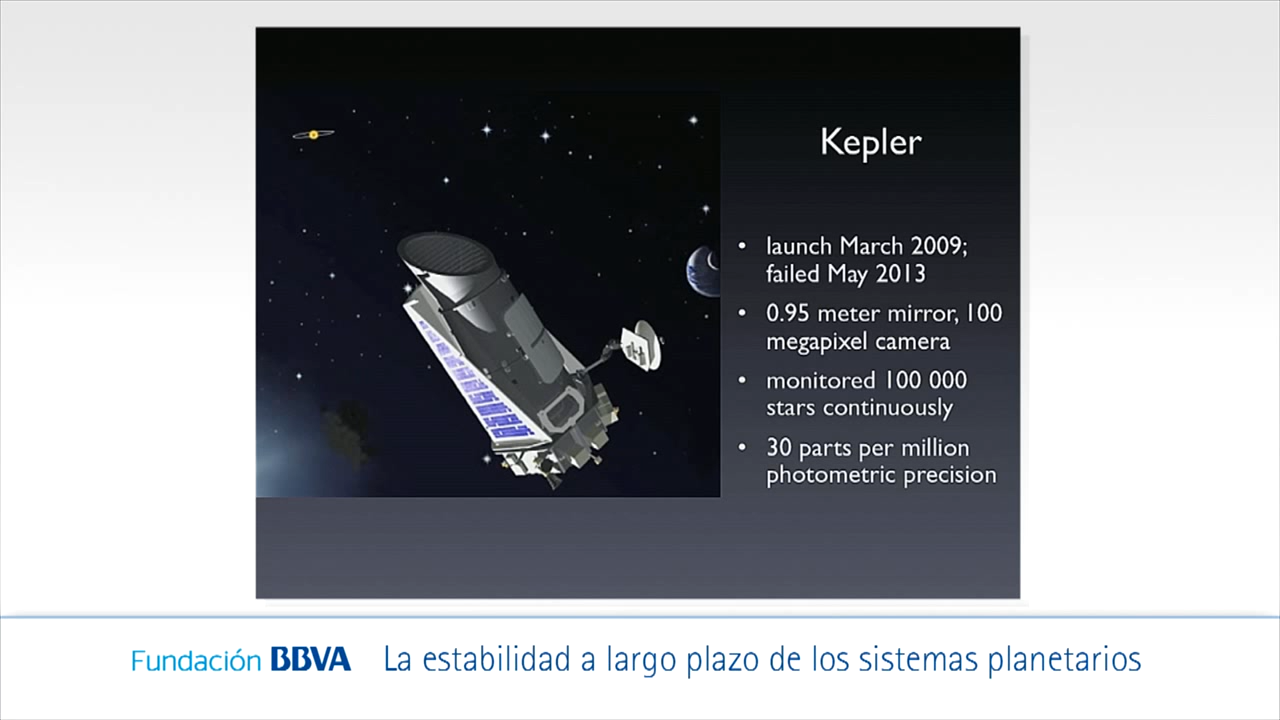 Kepler
• launch March 2009;
failed May 2013
• 0.95 meter mirror, 100
megapixel camera
• monitored 100 000
stars continuously
• 30 parts per million
photometric precision
Fundación BBVA La estabilidad a largo plazo de los sistemas planetarios